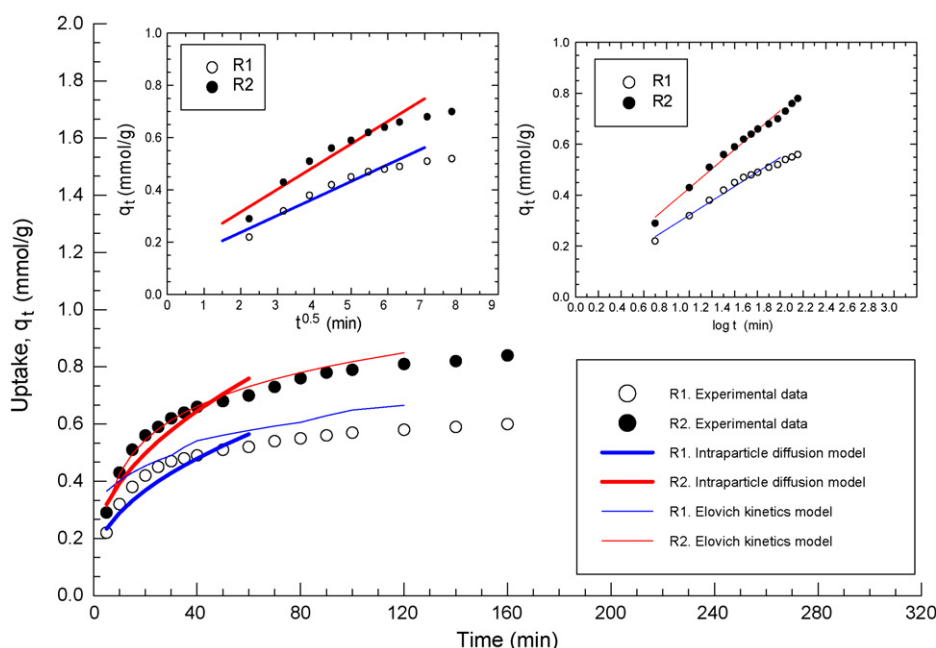 2.0
1.8
1.6
1.4
1.2
1.0
0.8
0.6
0.4
0.2
0.0
Uptake, qt (mmol/g)
0 40 80 120 160 200 240 280 320
Time (min)
R1
R2
1.0
0.8
0.6
0.4
0.2
0.0
qt (mmol/g)
0 1 2 3 4 5 6 7 8 9
t0.5 (min)
R1
R2
1.0
0.8
0.6
0.4
0.2
0.0
qt (mmol/g)
0.0 0.2 0.4 0.6 0.8 1.0 1.2 1.4 1.6 1.8 2.0 2.2 2.4 2.6 2.8 3.0
log t (min)
R1. Experimental data
R2. Experimental data
R1. Intraparticle diffusion model
R2. Intraparticle diffusion model
R1. Elovich kinetics model
R2. Elovich kinetics model